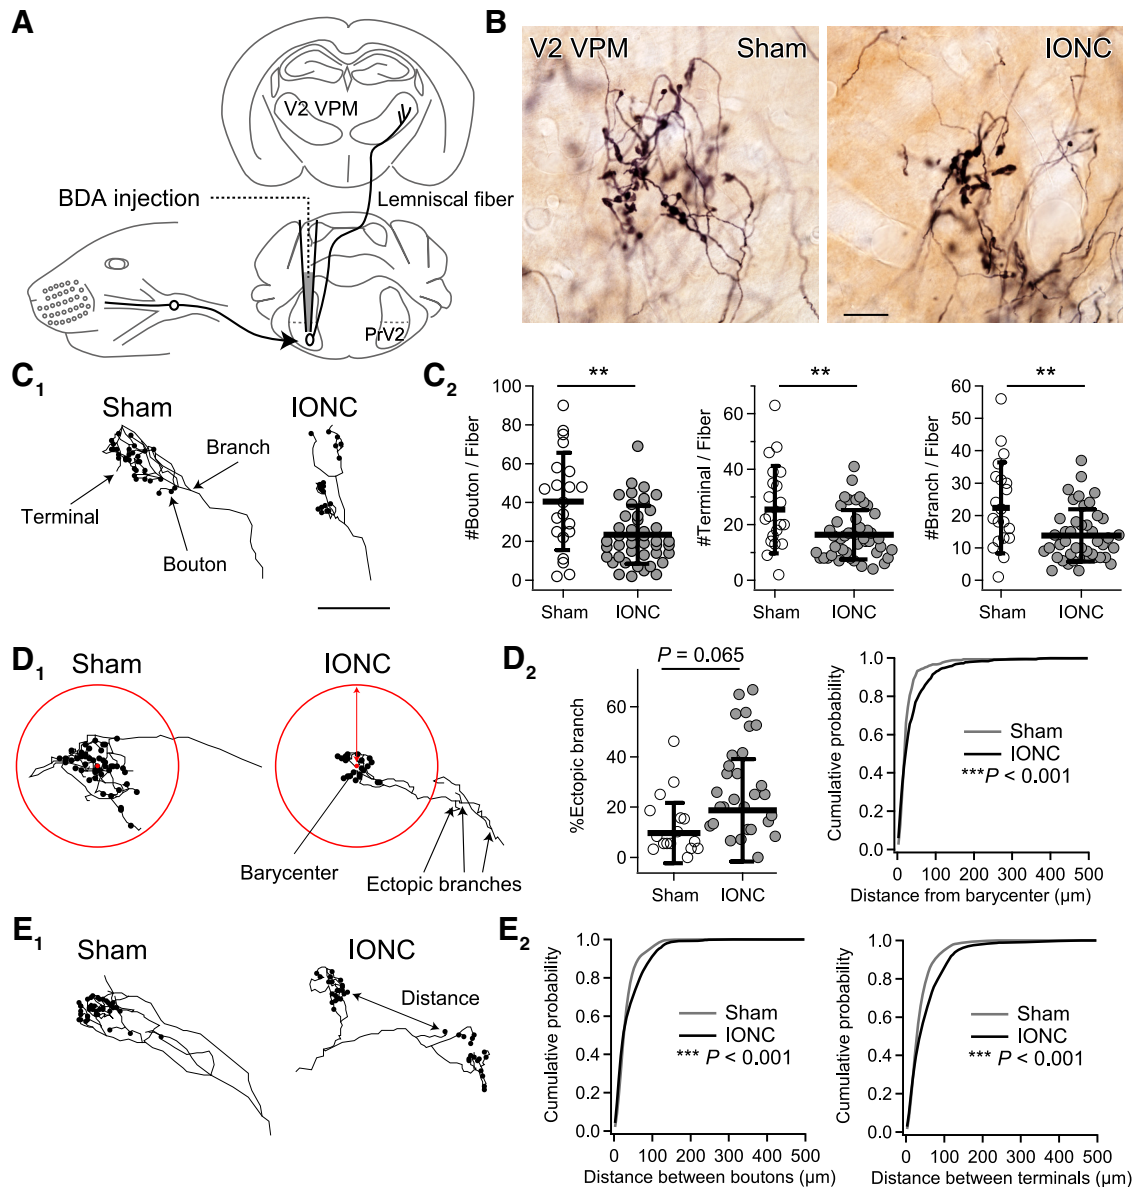 A
V2 VPM
BDA injection
Lemniscal fiber
PrV2
B
V2 VPM Sham
IONC
C1
Sham IONC
Branch
Terminal
Bouton
C2
**
#Bouton / Fiber
100
80
60
40
20
0
Sham IONC
**
#Terminal / Fiber
60
40
20
0
Sham IONC
**
#Branch / Fiber
60
50
40
30
20
10
0
Sham IONC
D1
Sham IONC
Barycenter
Ectopic branches
D2
P = 0.065
%Ectopic branch
60
40
20
0
Sham IONC
Cumulative probability
1.0
0.8
0.6
0.4
0.2
0.0
Sham
IONC
***P < 0.001
0 100 200 300 400 500
Distance from barycenter (µm)
E1
Sham IONC
Distance
E2
Cumulative probability
1.0
0.8
0.6
0.4
0.2
0.0
Sham
IONC
*** P < 0.001
0 100 200 300 400 500
Distance between boutons (µm)
Cumulative probability
1.0
0.8
0.6
0.4
0.2
0.0
Sham
IONC
*** P < 0.001
0 100 200 300 400 500
Distance between terminals (µm)